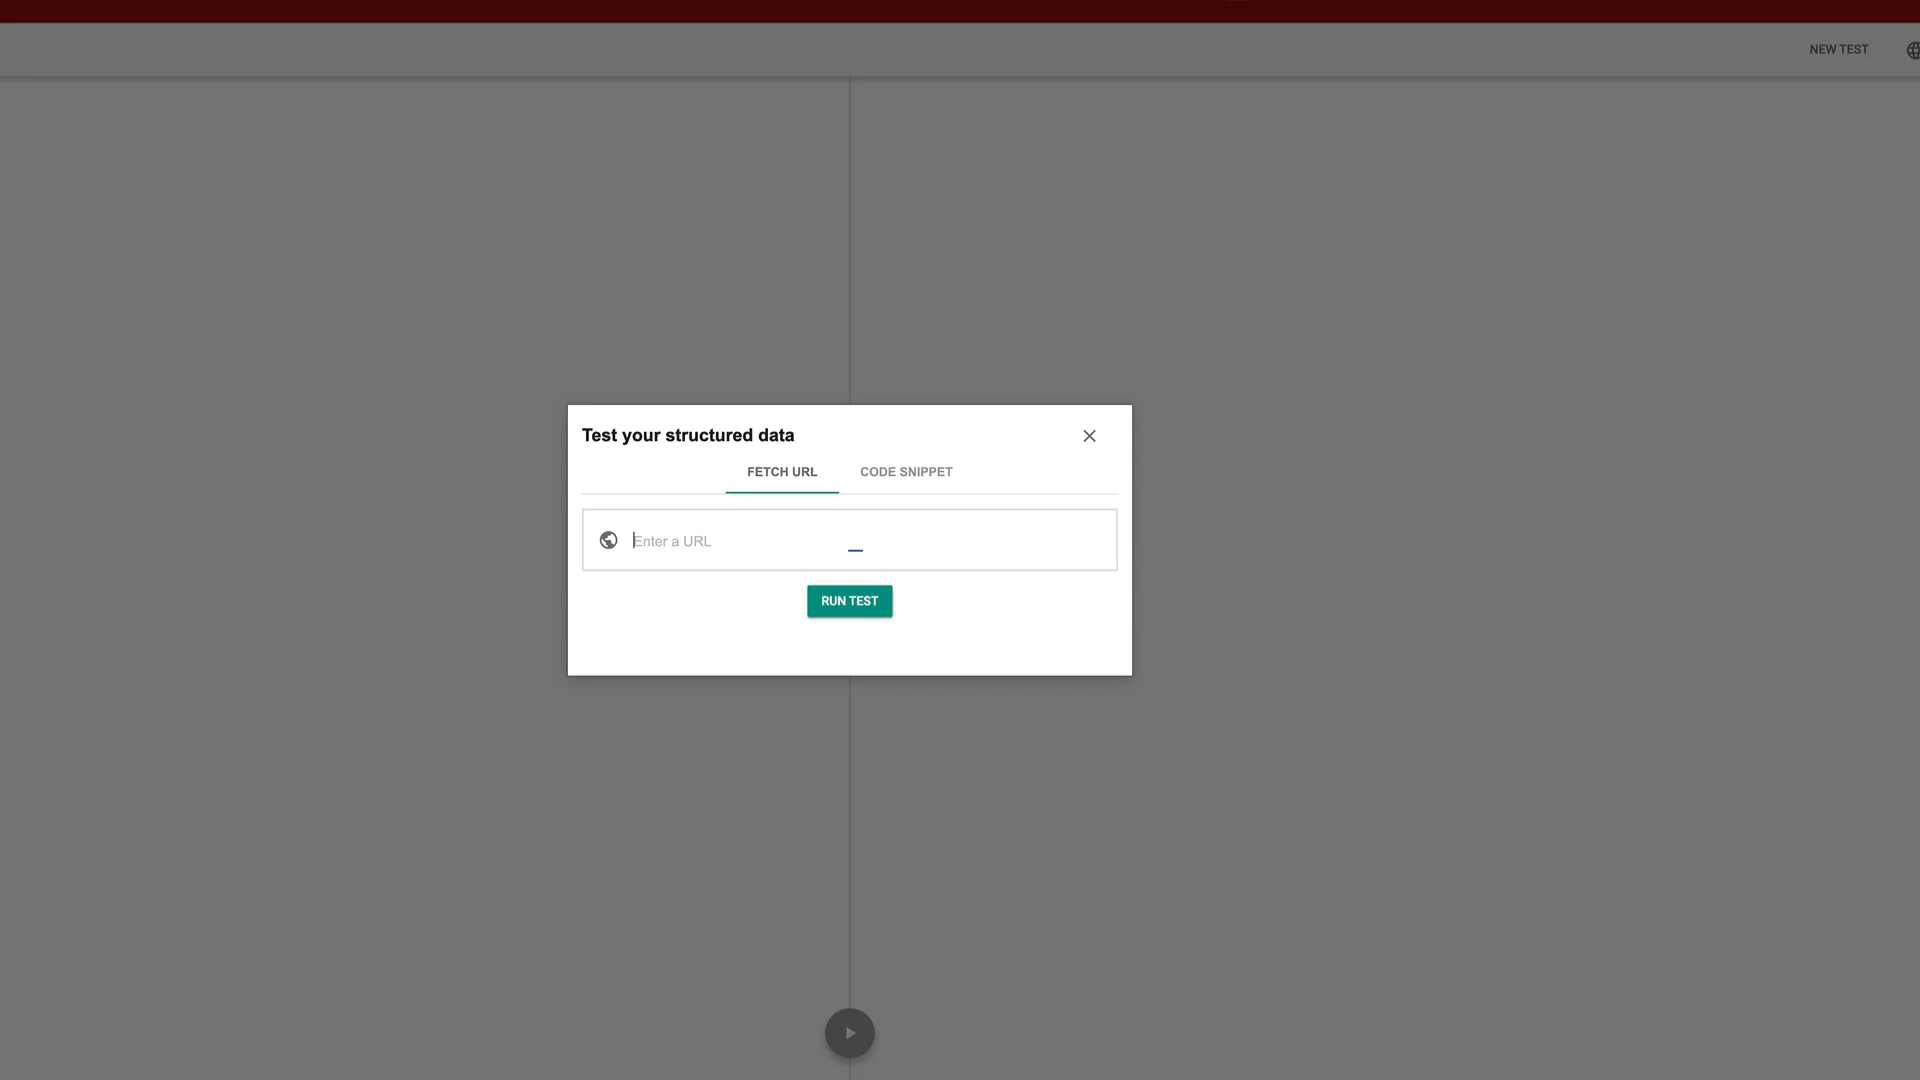 NEW TEST
Test your structured data
FETCH URL CODE SNIPPET
Enter a URL
RUN TEST